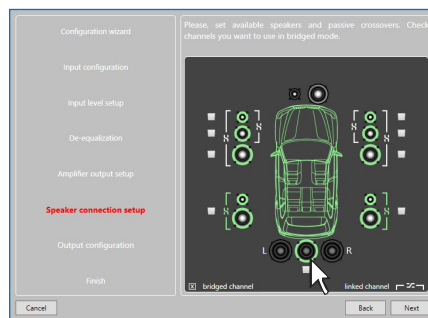 Configuration wizard
Input configuration
Input level setup
De-equalization
Amplifier output setup
Speaker connection setup
Output configuration
Finish
Please, set available speakers and passive crossovers. Check
channels you want to use in bridged mode.
L R
x bridged channel linked channel
Cancel Back Next